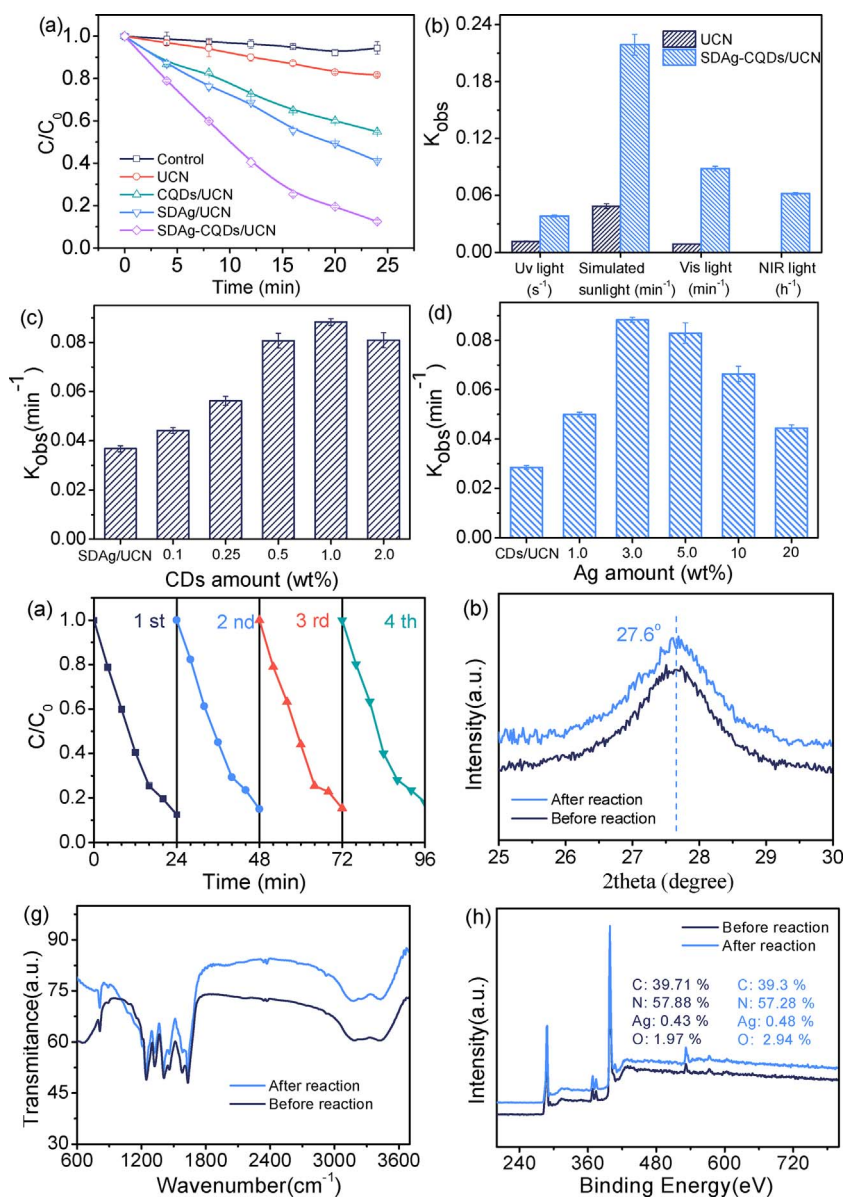 (a)
1.0
0.8
0.6
0.4
0.2
0.0
C/C0
Control
UCN
CQDs/UCN
SDAg/UCN
SDAg-CQDs/UCN
0 5 10 15 20 25
Time (min)
(b)
UCN
SDAg-CQDs/UCN
0.24
0.18
0.12
0.06
0.00
Kobs
Uv light Simulated Vis light NIR light
(s-1) sunlight (min-1) (min-1) (h-1)
(c)
0.08
0.06
0.04
0.02
0.00
Kobs(min-1)
SDAg/UCN 0.1 0.25 0.5 1.0 2.0
CDs amount (wt%)
(d)
0.08
0.06
0.04
0.02
0.00
Kobs(min-1)
CDs/UCN 1.0 3.0 5.0 10 20
Ag amount (wt%)
(a)
1 st 2 nd 3 rd 4 th
1.0
0.8
0.6
0.4
0.2
0.0
C/C0
0 24 48 72 96
Time (min)
(b)
27.6°
Intensity(a.u.)
After reaction
Before reaction
25 26 27 28 29 30
2theta (degree)
(g)
90
75
60
45
30
Transmitance(a.u.)
After reaction
Before reaction
600 1200 1800 2400 3000 3600
Wavenumber(cm-1)
(h)
Before reaction
After reaction
C: 39.71 % C: 39.3 %
N: 57.88 % N: 57.28 %
Ag: 0.43 % Ag: 0.48 %
O: 1.97 % O: 2.94 %
Intensity(a.u.)
240 360 480 600 720
Binding Energy(eV)